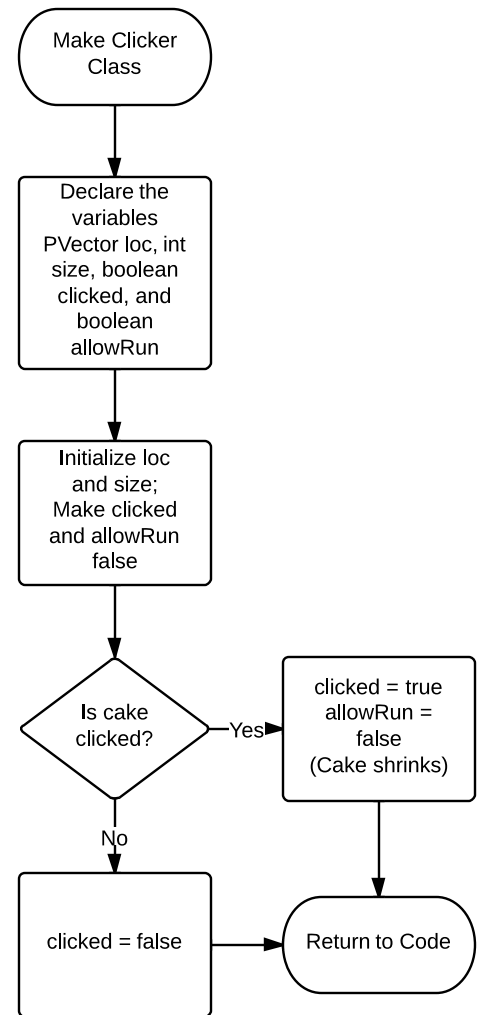 Make Clicker
Class
Declare the
variables
PVector loc, int
size, boolean
clicked, and
boolean
allowRun
Initialize loc
and size;
Make clicked
and allowRun
false
Is cake
clicked?
Yes
clicked = true
allowRun =
false
(Cake shrinks)
No
clicked = false
Return to Code